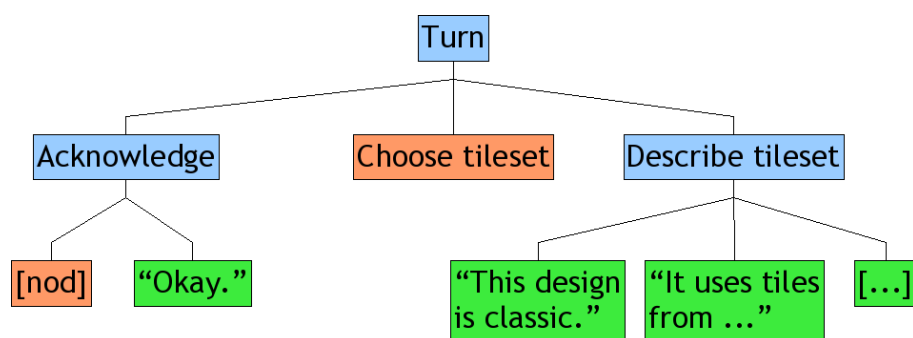 Turn
Acknowledge
Choose tileset
Describe tileset
[nod]
“Okay.”
“This design
is classic.”
“It uses tiles
from ...”
[...]